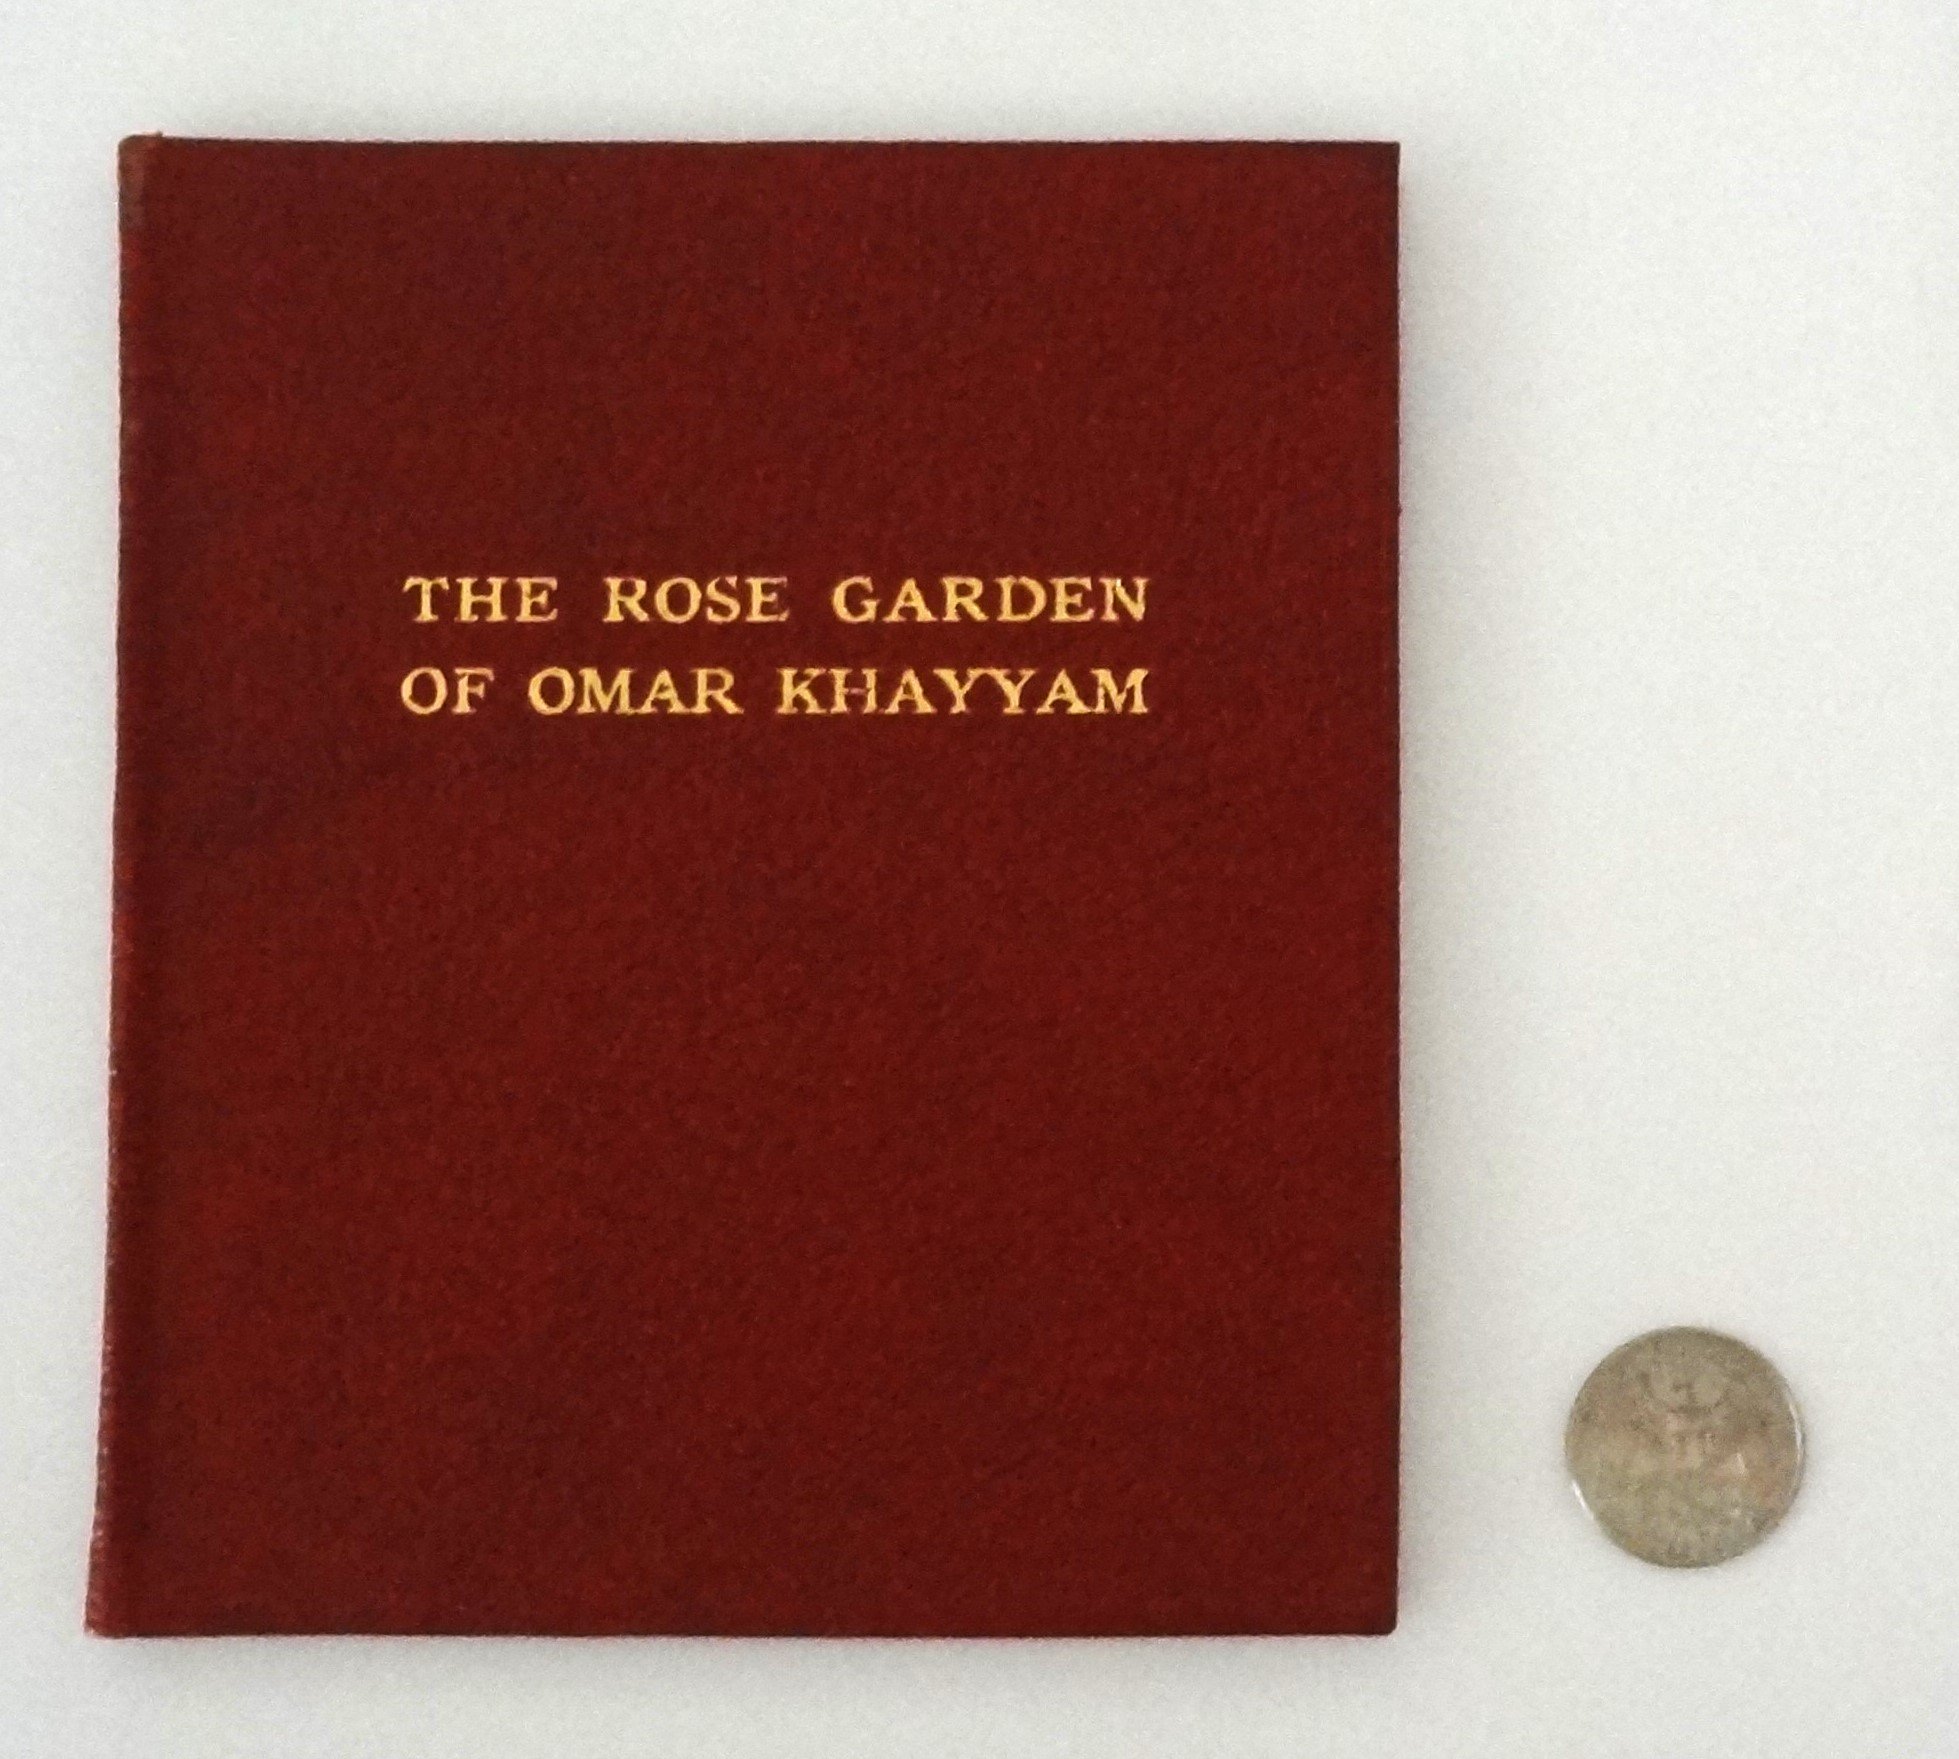 THE ROSE GARDEN
OF OMAR KHAYYAM